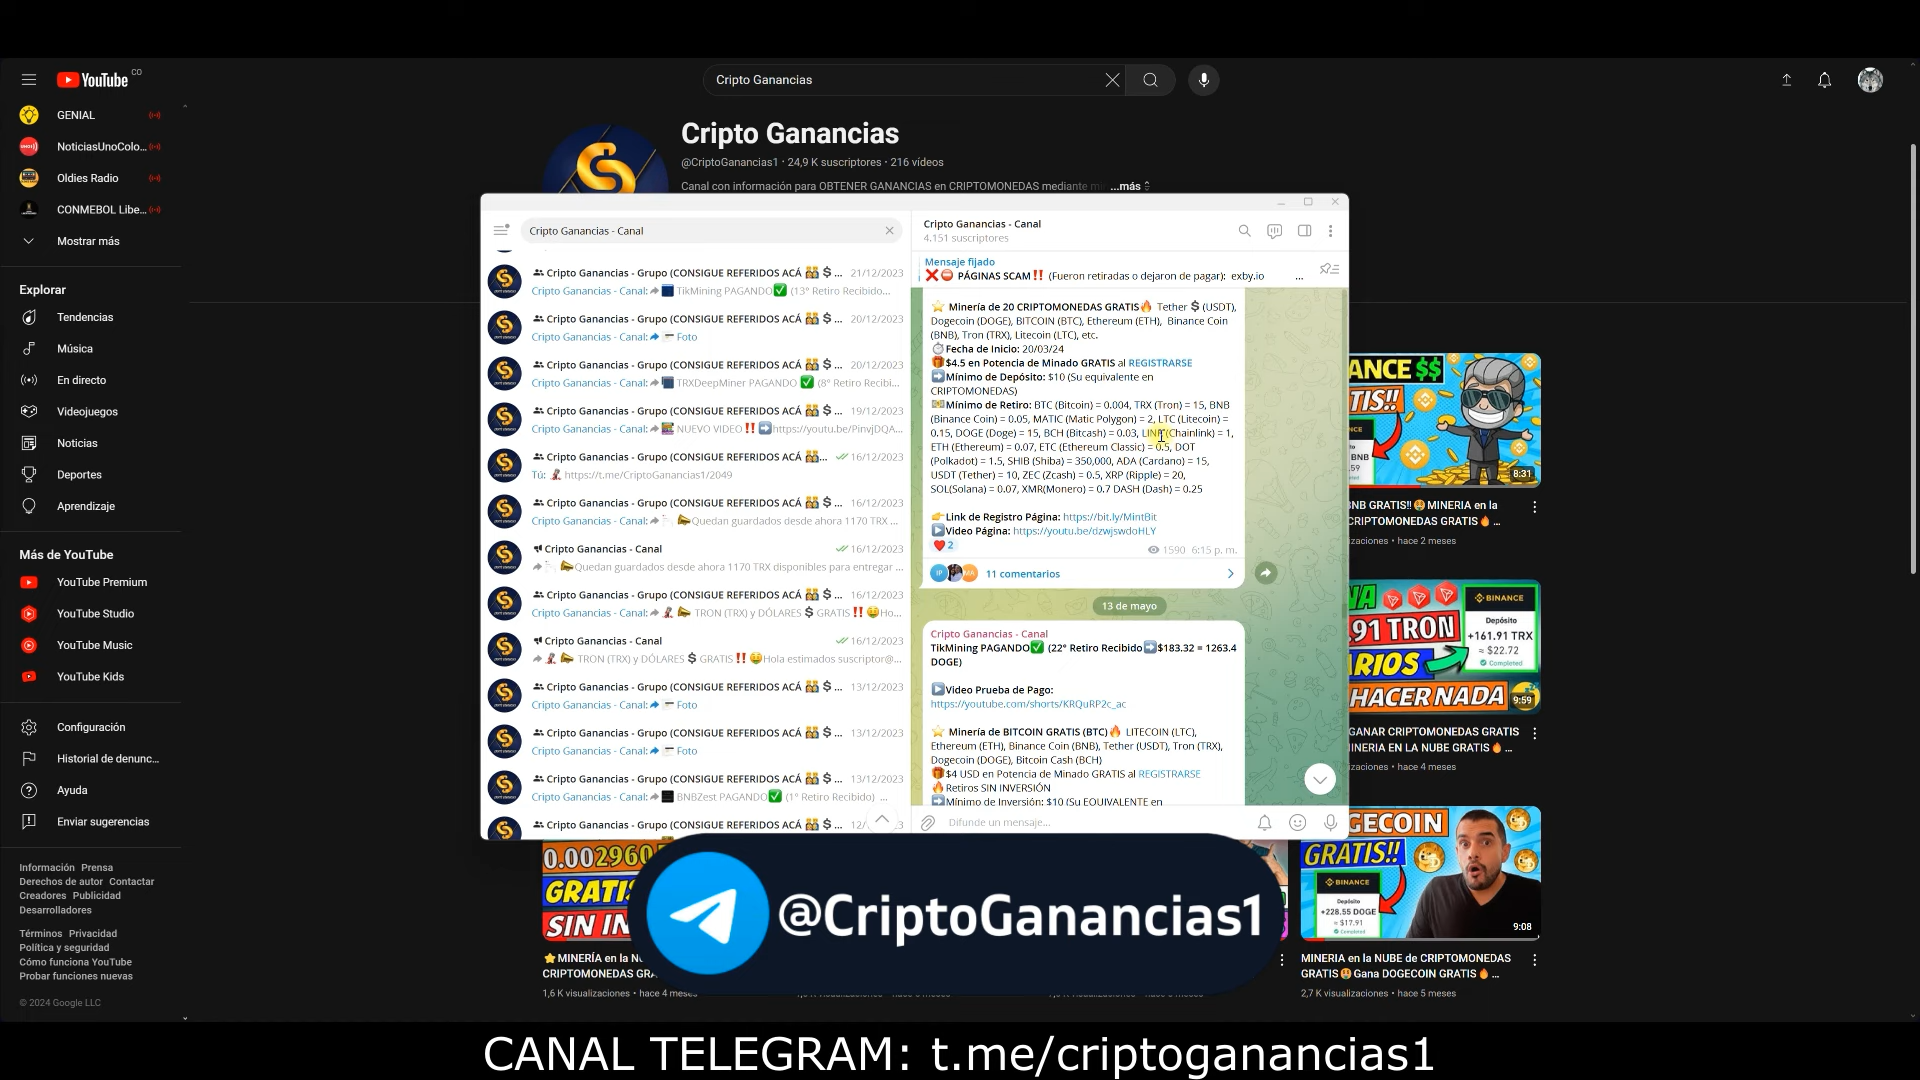 YouTube CO
Cripto Ganancias
GENIAL
NoticiasUnoColo...
Oldies Radio
CONMEBOL Libe...
Mostrar más
Explorar
Tendencias
Música
En directo
Videojuegos
Noticias
Deportes
Aprendizaje
Más de YouTube
YouTube Premium
YouTube Studio
YouTube Music
YouTube Kids
Configuración
Historial de denunc...
Ayuda
Enviar sugerencias
Información Prensa
Derechos de autor Contactar
Creadores Publicidad
Desarrolladores
Términos Privacidad
Política y seguridad
Cómo funciona YouTube
Probar funciones nuevas
© 2024 Google LLC
Cripto Ganancias
@CriptoGanancias1 · 24,9 K suscriptores · 216 vídeos
Canal con información para OBTENER GANANCIAS en CRIPTOMONEDAS mediante ...más
Cripto Ganancias - Canal
Cripto Ganancias - Grupo (CONSIGUE REFERIDOS ACÁ $ ... 21/12/2023
Cripto Ganancias - Canal: TikMining PAGANDO✅ (13° Retiro Recibido...
Cripto Ganancias - Grupo (CONSIGUE REFERIDOS ACÁ $ ... 20/12/2023
Cripto Ganancias - Canal: Foto
Cripto Ganancias - Grupo (CONSIGUE REFERIDOS ACÁ $ ... 20/12/2023
Cripto Ganancias - Canal: TRXDeepMiner PAGANDO ✅ (8° Retiro Recibi...
Cripto Ganancias - Grupo (CONSIGUE REFERIDOS ACÁ $ ... 19/12/2023
Cripto Ganancias - Canal: NUEVO VIDEO‼️➡️https://youtu.be/PinvjDQA...
Cripto Ganancias - Grupo (CONSIGUE REFERIDOS ACÁ ... 16/12/2023
Tú: https://t.me/CriptoGanancias1/2049
Cripto Ganancias - Grupo (CONSIGUE REFERIDOS ACÁ $ ... 16/12/2023
Cripto Ganancias - Canal: Quedan guardados desde ahora 1170 TRX ...
Cripto Ganancias - Canal 16/12/2023
Quedan guardados desde ahora 1170 TRX disponibles para entregar ...
Cripto Ganancias - Grupo (CONSIGUE REFERIDOS ACÁ $ ... 16/12/2023
Cripto Ganancias - Canal: TRON (TRX) y DÓLARES $ GRATIS‼️🤑Ho...
Cripto Ganancias - Canal 16/12/2023
TRON (TRX) y DÓLARES $ GRATIS‼️🤑Hola estimados suscriptor@...
Cripto Ganancias - Grupo (CONSIGUE REFERIDOS ACÁ $ ... 13/12/2023
Cripto Ganancias - Canal: Foto
Cripto Ganancias - Grupo (CONSIGUE REFERIDOS ACÁ $ ... 13/12/2023
Cripto Ganancias - Canal: Foto
Cripto Ganancias - Grupo (CONSIGUE REFERIDOS ACÁ $ ... 13/12/2023
Cripto Ganancias - Canal: BNBZest PAGANDO✅ (1° Retiro Recibido) ...
Cripto Ganancias - Grupo (CONSIGUE REFERIDOS ACÁ $ ... 12/
Cripto Ganancias - Canal
4.151 suscriptores
Mensaje fijado
❌⛔ PÁGINAS SCAM‼️ (Fueron retiradas o dejaron de pagar): exby.io ...
⭐ Minería de 20 CRIPTOMONEDAS GRATIS🔥 Tether $ (USDT),
Dogecoin (DOGE), BITCOIN (BTC), Ethereum (ETH), Binance Coin
(BNB), Tron (TRX), Litecoin (LTC), etc.
⏱Fecha de Inicio: 20/03/24
🎁$4.5 en Potencia de Minado GRATIS al REGISTRARSE
➡️Mínimo de Depósito: $10 (Su equivalente en
CRIPTOMONEDAS)
💵Mínimo de Retiro: BTC (Bitcoin) = 0.004, TRX (Tron) = 15, BNB
(Binance Coin) = 0.05, MATIC (Matic Polygon) = 2, LTC (Litecoin) =
0.15, DOGE (Doge) = 15, BCH (Bitcash) = 0.03, LINK (Chainlink) = 1,
ETH (Ethereum) = 0.07, ETC (Ethereum Classic) = 0.5, DOT
(Polkadot) = 1.5, SHIB (Shiba) = 350,000, ADA (Cardano) = 15,
USDT (Tether) = 10, ZEC (Zcash) = 0.5, XRP (Ripple) = 20,
SOL(Solana) = 0.07, XMR(Monero) = 0.7 DASH (Dash) = 0.25
👉Link de Registro Página: https://bit.ly/MintBit
▶️Video Página: https://youtu.be/dzwjswdoHLY
❤️ 2 1590 6:15 p. m.
IP MA 11 comentarios
13 de mayo
Cripto Ganancias - Canal
TikMining PAGANDO✅ (22° Retiro Recibido➡️$183.32 = 1263.4
DOGE)
▶️Video Prueba de Pago:
https://youtube.com/shorts/KRQuRP2c_ac
⭐ Minería de BITCOIN GRATIS (BTC)🔥 LITECOIN (LTC),
Ethereum (ETH), Binance Coin (BNB), Tether (USDT), Tron (TRX),
Dogecoin (DOGE), Bitcoin Cash (BCH)
🎁$4 USD en Potencia de Minado GRATIS al REGISTRARSE
🔥Retiros SIN INVERSIÓN
➡️Mínimo de Inversión: $10 (Su EQUIVALENTE en
Difunde un mensaje...
ANCE $$
TIS!!
BNB
.59
8:31
BNB GRATIS!!🤑MINERIA en la
CRIPTOMONEDAS GRATIS🔥...
izaciones · hace 2 meses
NA
BINANCE
Depósito
+161.91 TRX
≈ $22.72
Completed
.91 TRON
ARIOS
HACER NADA
9:59
GANAR CRIPTOMONEDAS GRATIS
MINERIA EN LA NUBE GRATIS🔥...
izaciones · hace 4 meses
0.002960
GRATIS
SIN IN
⭐MINERÍA en la NU
CRIPTOMONEDAS GRA
1,6 K visualizaciones · hace 4 meses
GECOIN
GRATIS!!
BINANCE
Depósito
+228.55 DOGE
≈ $17.91
Completed
9:08
MINERIA en la NUBE de CRIPTOMONEDAS
GRATIS🤑Gana DOGECOIN GRATIS🔥...
2,7 K visualizaciones · hace 5 meses
@CriptoGanancias1
CANAL TELEGRAM: t.me/criptoganancias1